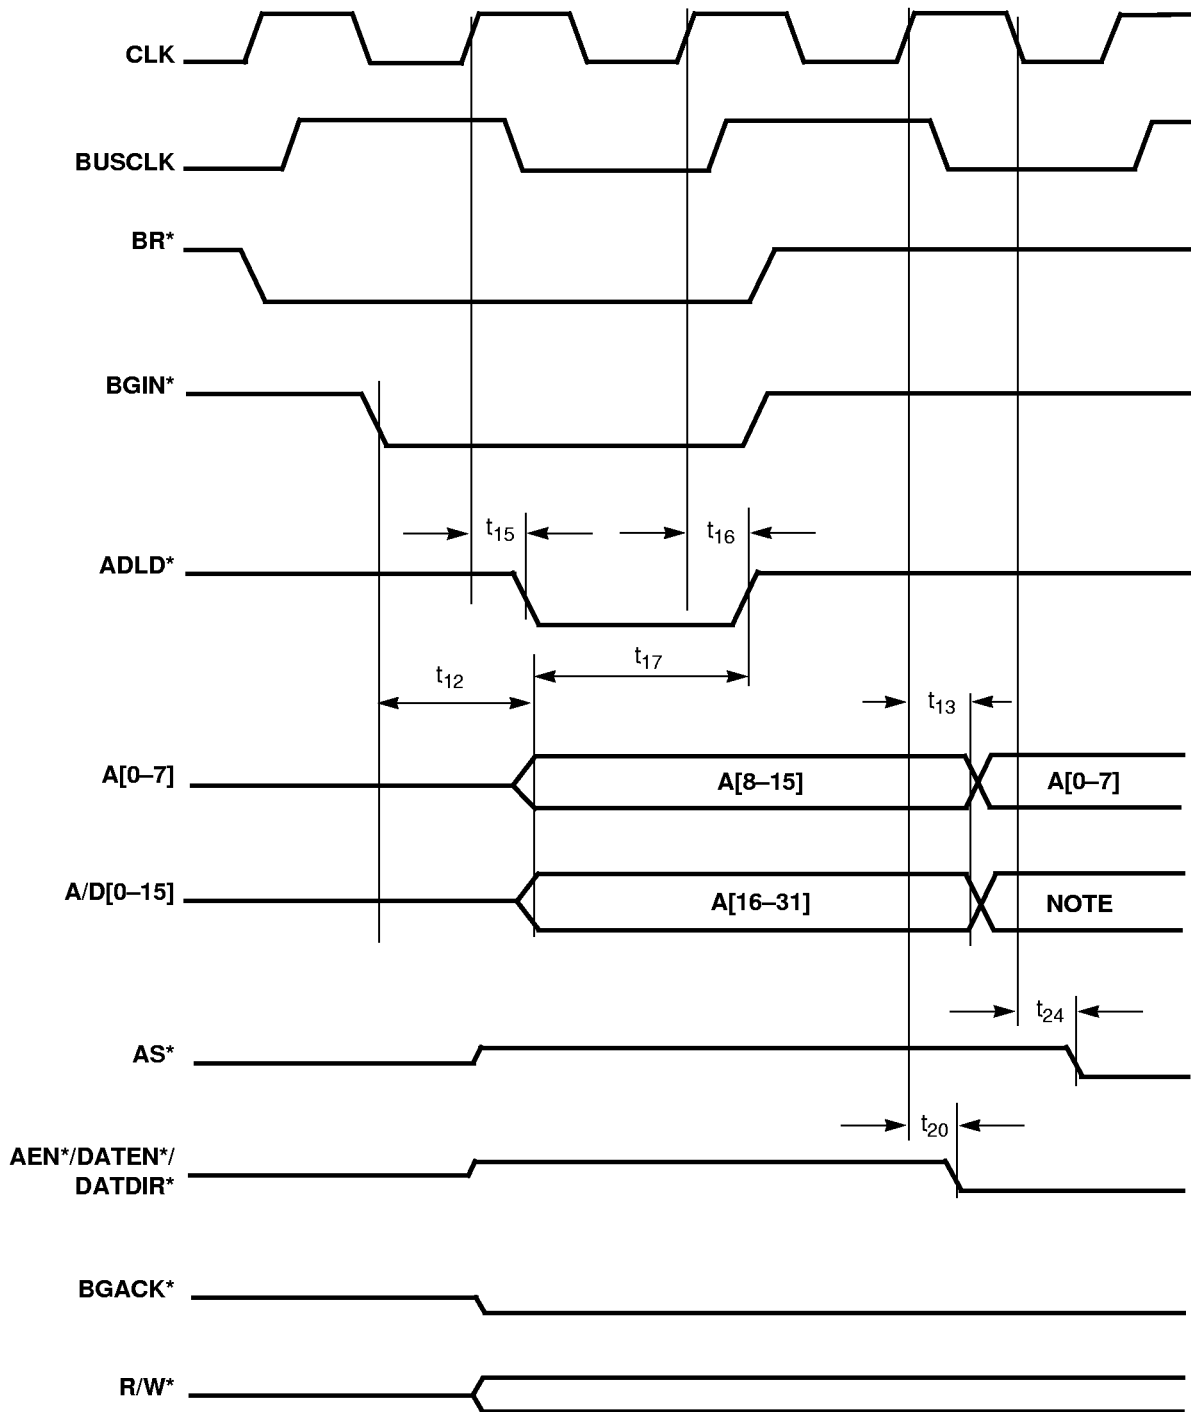 CLK
BUSCLK
BR*
BGIN*
t15
t16
ADLD*
t17
t12
t13
A[0–7]
A[8–15]
A[0–7]
A/D[0–15]
A[16–31]
NOTE
t24
AS*
t20
AEN*/DATEN*/
DATDIR*
BGACK*
R/W*